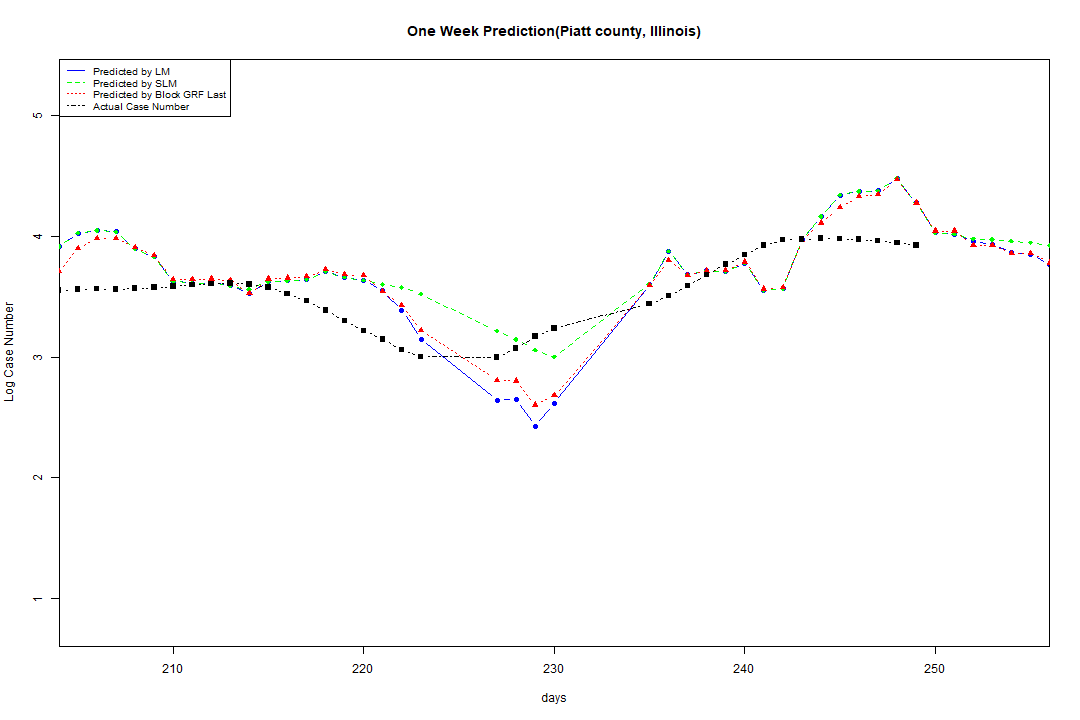 One Week Prediction(Piatt county, Illinois)
Predicted by LM
Predicted by SLM
Predicted by Block GRF Last
Actual Case Number
5
4
3
2
1
Log Case Number
210 220 230 240 250
days